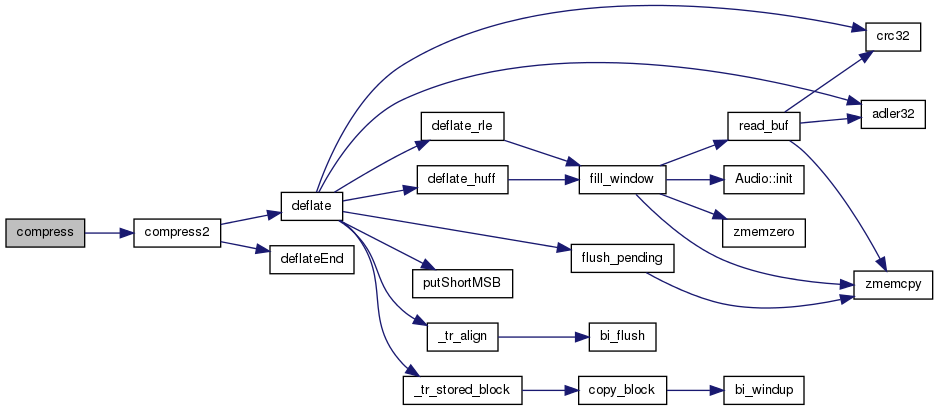 compress
compress2
deflate
deflateEnd
deflate_rle
deflate_huff
flush_pending
putShortMSB
_tr_align
_tr_stored_block
fill_window
bi_flush
copy_block
read_buf
Audio::init
zmemzero
bi_windup
crc32
adler32
zmemcpy